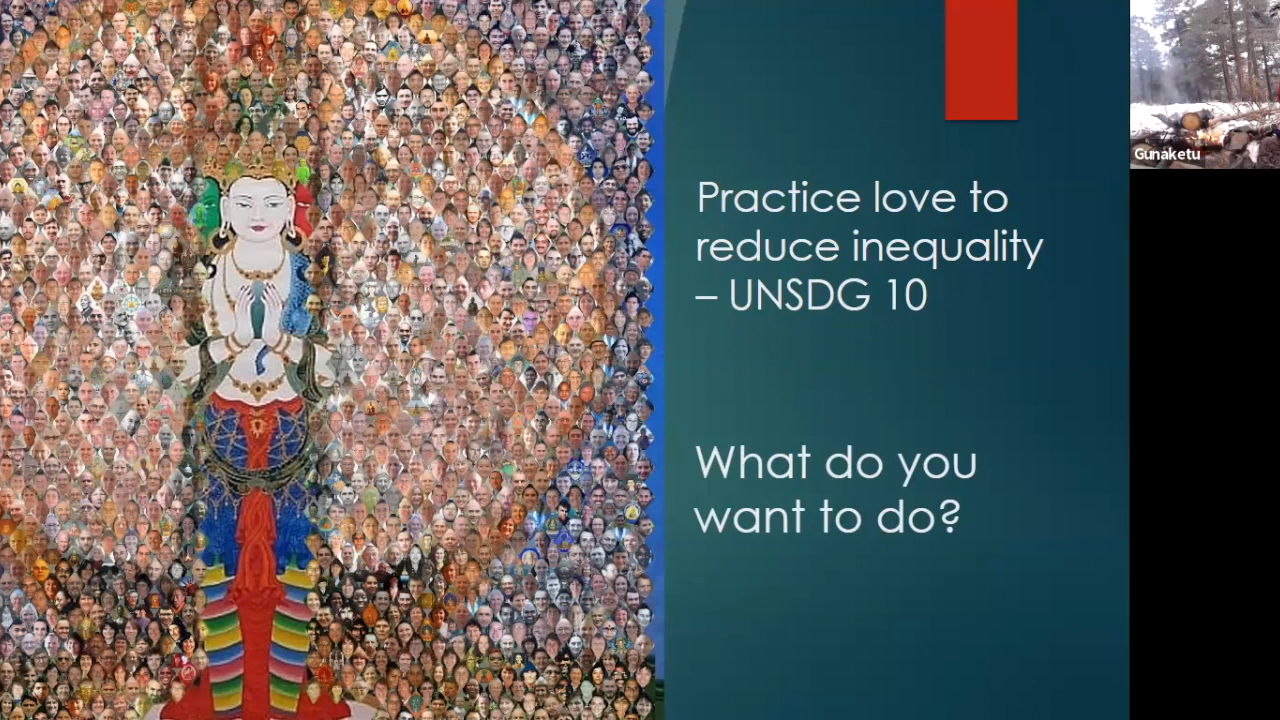 Practice love to
reduce inequality
– UNSDG 10
What do you
want to do?
Gunaketu